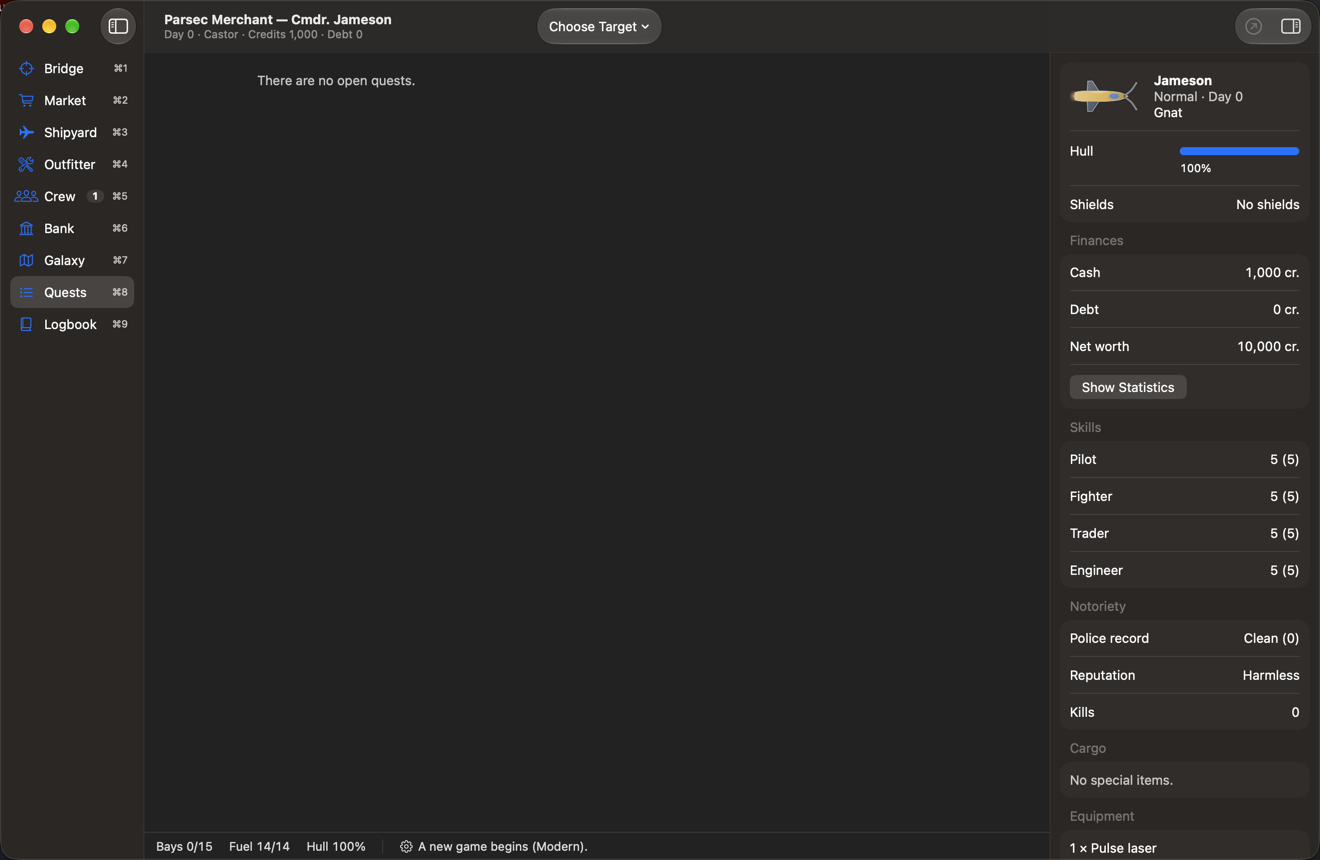 Parsec Merchant — Cmdr. Jameson
Day 0 · Castor · Credits 1,000 · Debt 0
Choose Target
Bridge ⌘1
Market ⌘2
Shipyard ⌘3
Outfitter ⌘4
Crew 1 ⌘5
Bank ⌘6
Galaxy ⌘7
Quests ⌘8
Logbook ⌘9
There are no open quests.
Jameson
Normal · Day 0
Gnat
Hull
100%
Shields No shields
Finances
Cash 1,000 cr.
Debt 0 cr.
Net worth 10,000 cr.
Show Statistics
Skills
Pilot 5 (5)
Fighter 5 (5)
Trader 5 (5)
Engineer 5 (5)
Notoriety
Police record Clean (0)
Reputation Harmless
Kills 0
Cargo
No special items.
Equipment
1 × Pulse laser
Bays 0/15 Fuel 14/14 Hull 100% A new game begins (Modern).